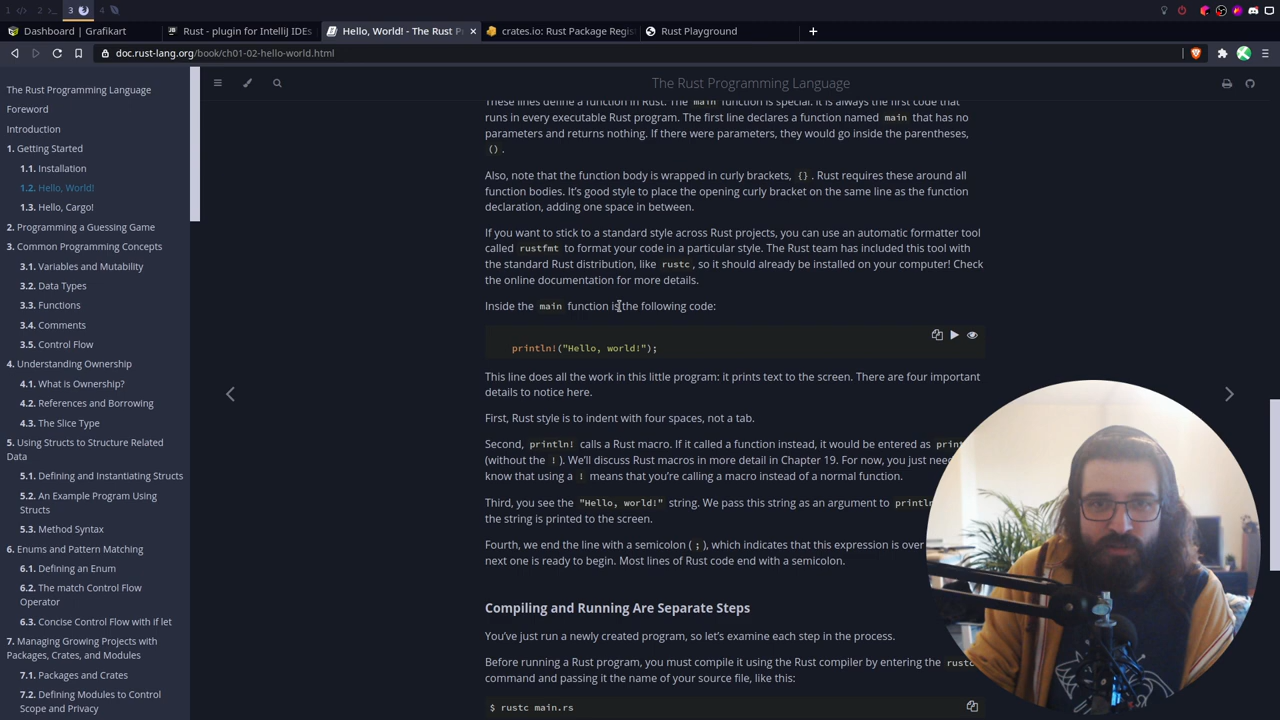 1
2
3
4
Dashboard | Grafikart
Rust - plugin for IntelliJ IDEs
Hello, World! - The Rust P
crates.io: Rust Package Regis
Rust Playground
doc.rust-lang.org/book/ch01-02-hello-world.html
The Rust Programming Language
Foreword
Introduction
1. Getting Started
1.1. Installation
1.2. Hello, World!
1.3. Hello, Cargo!
2. Programming a Guessing Game
3. Common Programming Concepts
3.1. Variables and Mutability
3.2. Data Types
3.3. Functions
3.4. Comments
3.5. Control Flow
4. Understanding Ownership
4.1. What is Ownership?
4.2. References and Borrowing
4.3. The Slice Type
5. Using Structs to Structure Related
Data
5.1. Defining and Instantiating Structs
5.2. An Example Program Using
Structs
5.3. Method Syntax
6. Enums and Pattern Matching
6.1. Defining an Enum
6.2. The match Control Flow
Operator
6.3. Concise Control Flow with if let
7. Managing Growing Projects with
Packages, Crates, and Modules
7.1. Packages and Crates
7.2. Defining Modules to Control
Scope and Privacy
The Rust Programming Language
These lines define a function in Rust. The main function is special: it is always the first code that
runs in every executable Rust program. The first line declares a function named main that has no
parameters and returns nothing. If there were parameters, they would go inside the parentheses,
().
Also, note that the function body is wrapped in curly brackets, {}. Rust requires these around all
function bodies. It's good style to place the opening curly bracket on the same line as the function
declaration, adding one space in between.
If you want to stick to a standard style across Rust projects, you can use an automatic formatter tool
called rustfmt to format your code in a particular style. The Rust team has included this tool with
the standard Rust distribution, like rustc, so it should already be installed on your computer! Check
the online documentation for more details.
Inside the main function is the following code:
println!("Hello, world!");
This line does all the work in this little program: it prints text to the screen. There are four important
details to notice here.
First, Rust style is to indent with four spaces, not a tab.
Second, println! calls a Rust macro. If it called a function instead, it would be entered as print
(without the !). We'll discuss Rust macros in more detail in Chapter 19. For now, you just need
know that using a ! means that you're calling a macro instead of a normal function.
Third, you see the "Hello, world!" string. We pass this string as an argument to println
the string is printed to the screen.
Fourth, we end the line with a semicolon (;), which indicates that this expression is over
next one is ready to begin. Most lines of Rust code end with a semicolon.
Compiling and Running Are Separate Steps
You've just run a newly created program, so let's examine each step in the process.
Before running a Rust program, you must compile it using the Rust compiler by entering the rustc
command and passing it the name of your source file, like this:
$ rustc main.rs